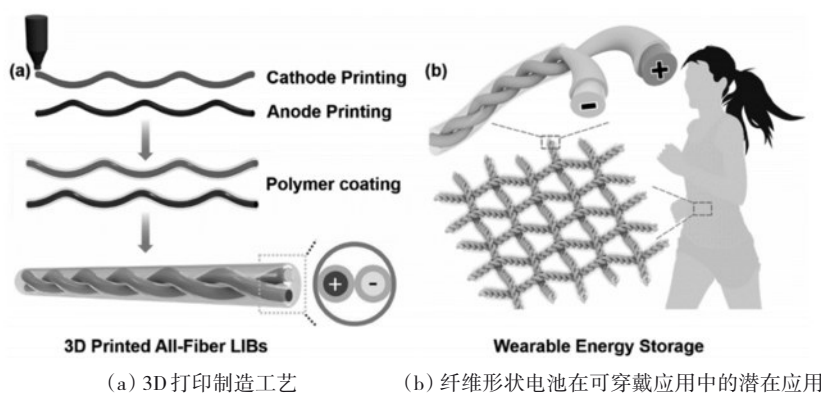 (a)
Cathode Printing
Anode Printing
Polymer coating
+
-
3D Printed All-Fiber LIBs
(b)
+
-
Wearable Energy Storage
(a)3D打印制造工艺
(b)纤维形状电池在可穿戴应用中的潜在应用